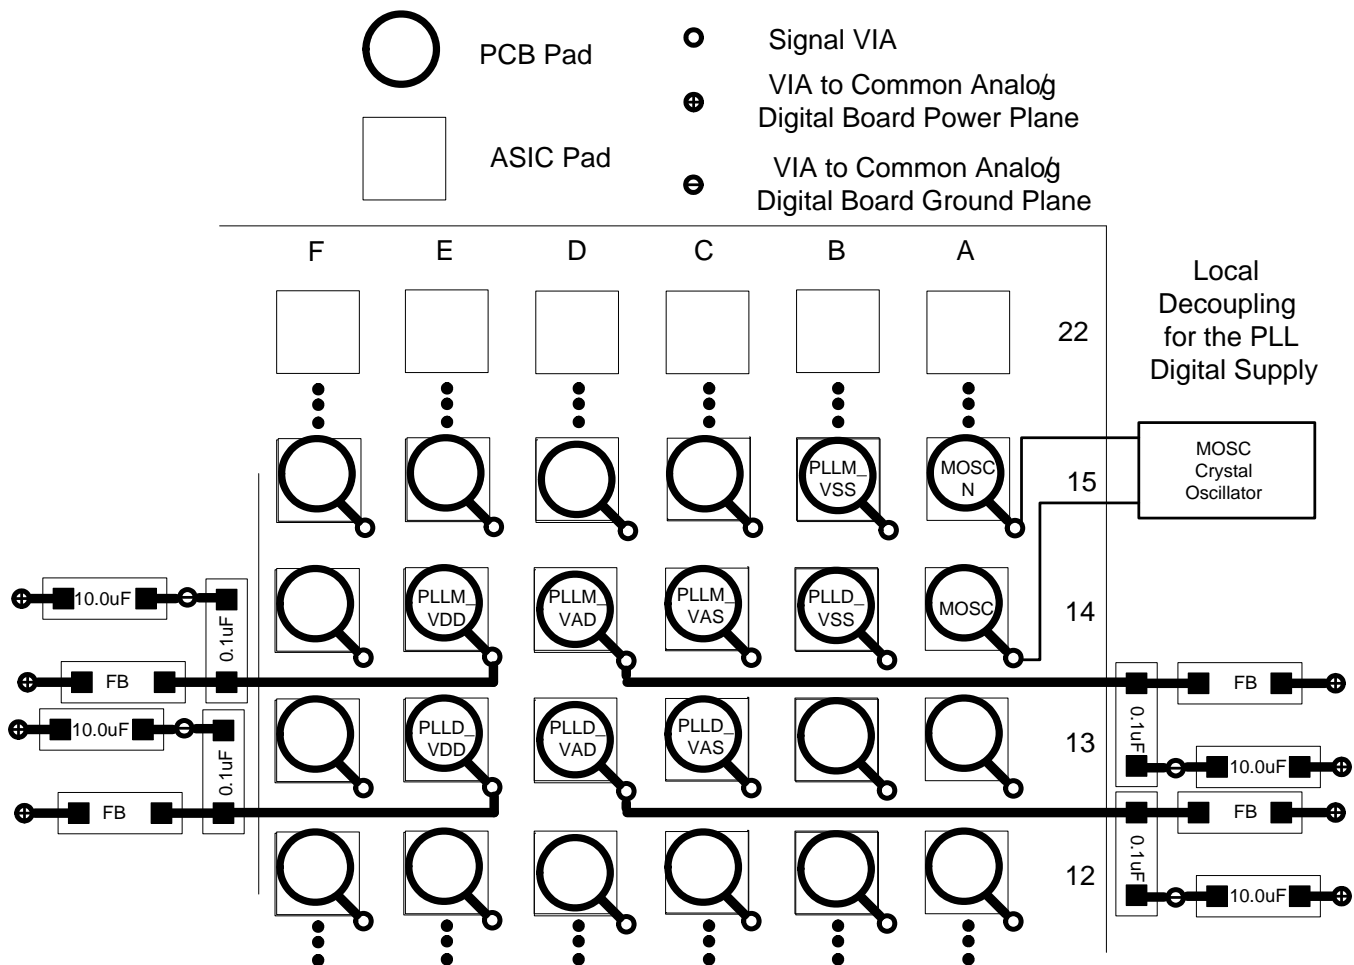 PCB Pad
Signal VIA
VIA to Common Analog/
Digital Board Power Plane
ASIC Pad
VIA to Common Analog/
Digital Board Ground Plane
F E D C B A
Local
Decoupling
for the PLL
Digital Supply
22
MOSC
Crystal
Oscillator
15
PLLM_
VSS
MOSC
N
14
10.0uF
0.1uF
FB
PLLM_
VDD
PLLM_
VAD
PLLM_
VAS
PLLD_
VSS
MOSC
FB
0.1uF
10.0uF
13
10.0uF
0.1uF
FB
PLLD_
VDD
PLLD_
VAD
PLLD_
VAS
FB
0.1uF
10.0uF
12